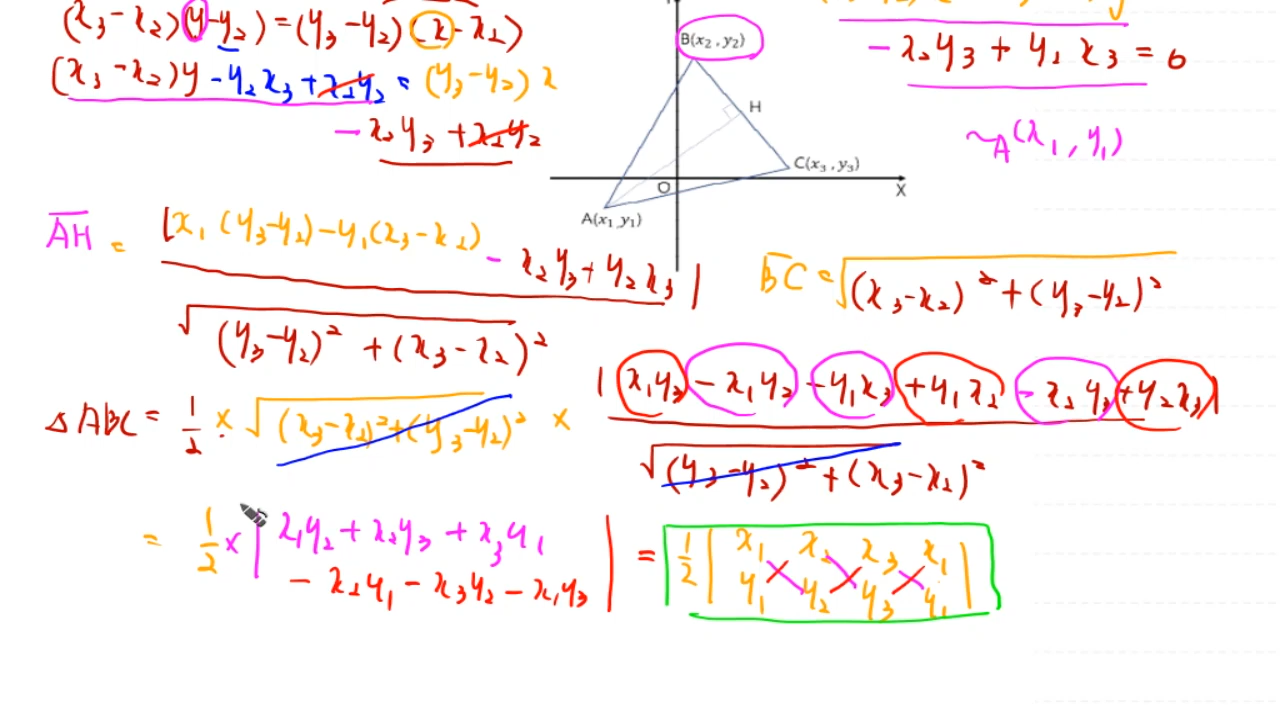 (x₃-x₂)(y-y₂)=(y₃-y₂)(x-x₂)
(x₃-x₂)y-y₂x₃+x₂y₂=(y₃-y₂)x
-x₂y₃+x₂y₂
B(x₂, y₂)
H
C(x₃, y₃)
O
X
A(x₁, y₁)
-x₂y₃+y₂x₃=0
~A(x₁, y₁)
AH=|x₁(y₃-y₂)-y₁(x₃-x₂)-x₂y₃+y₂x₃|
√(y₃-y₂)²+(x₃-x₂)²
BC=√(x₃-x₂)²+(y₃-y₂)²
△ABC=1/2×√(x₃-x₂)²+(y₃-y₂)²×|x₁y₃-x₁y₂-y₁x₃+y₁x₂-x₂y₃+y₂x₃|
√(y₃-y₂)²+(x₃-x₂)²
=1/2×|x₁y₂+x₂y₃+x₃y₁
-x₂y₁-x₃y₂-x₁y₃|
=1/2|x₁ x₂ x₃ x₁
y₁ y₂ y₃ y₁|